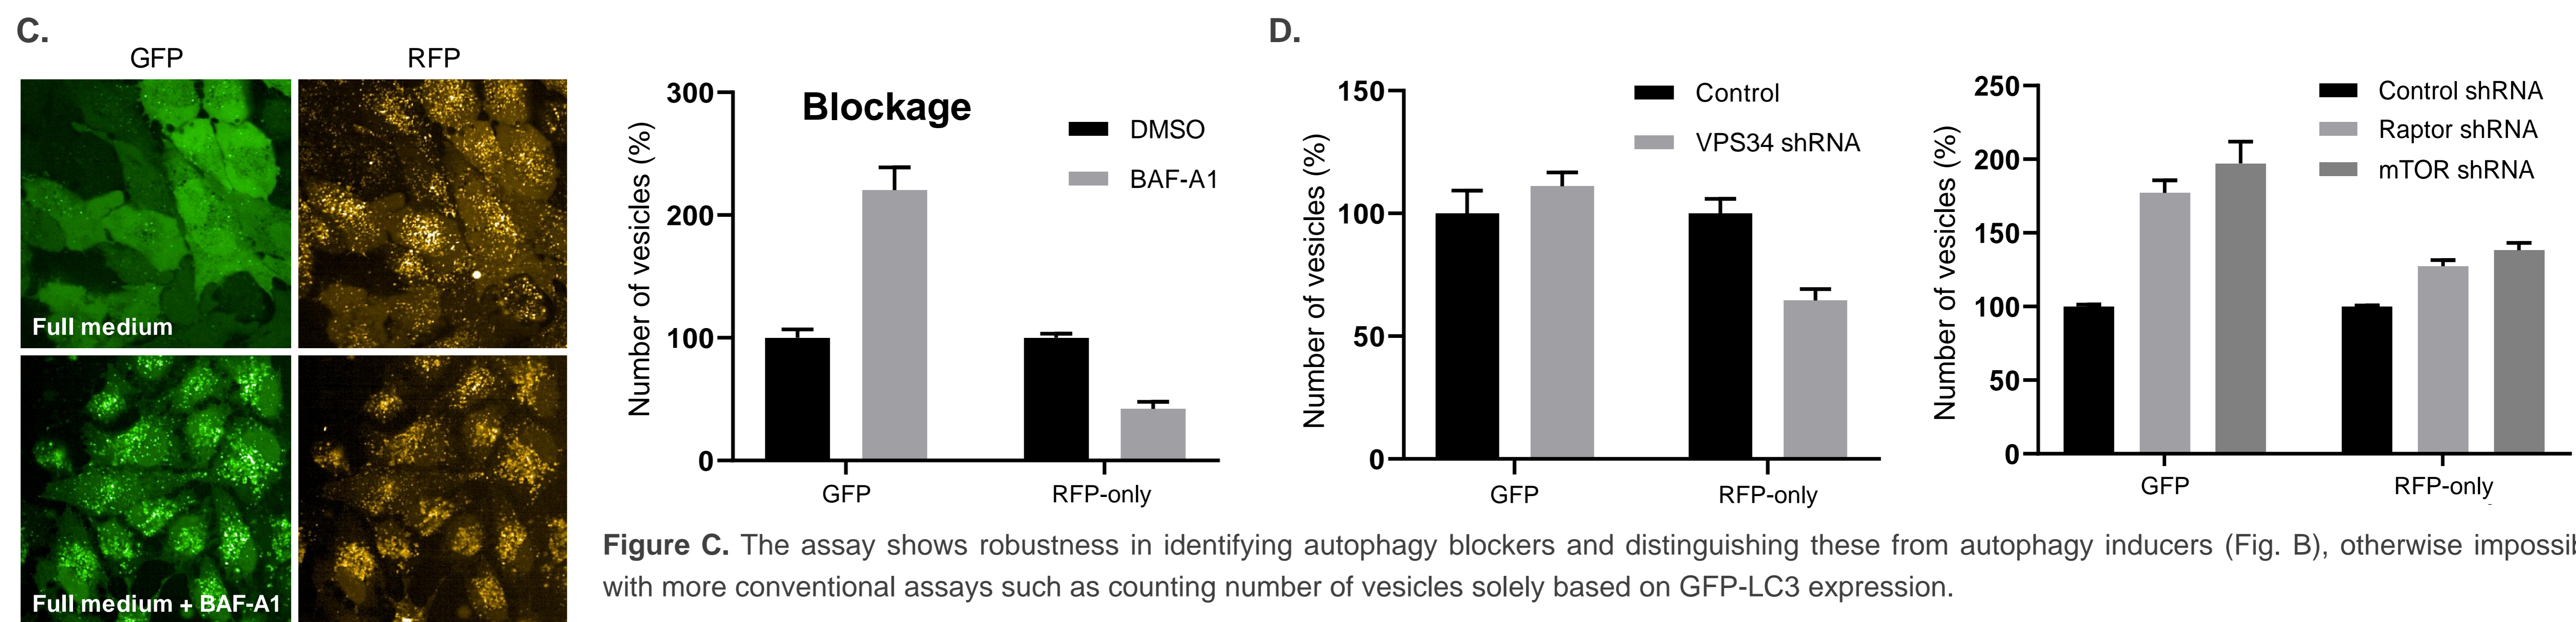 C.
GFP
RFP
Full medium
Full medium + BAF-A1
Blockage
Number of vesicles (%)
300
200
100
0
DMSO
BAF-A1
GFP
RFP-only
D.
Number of vesicles (%)
150
100
50
0
Control
VPS34 shRNA
GFP
RFP-only
Number of vesicles (%)
250
200
150
100
50
0
Control shRNA
Raptor shRNA
mTOR shRNA
GFP
RFP-only
Figure C. The assay shows robustness in identifying autophagy blockers and distinguishing these from autophagy inducers (Fig. B), otherwise
with more conventional assays such as counting number of vesicles solely based on GFP-LC3 expression.